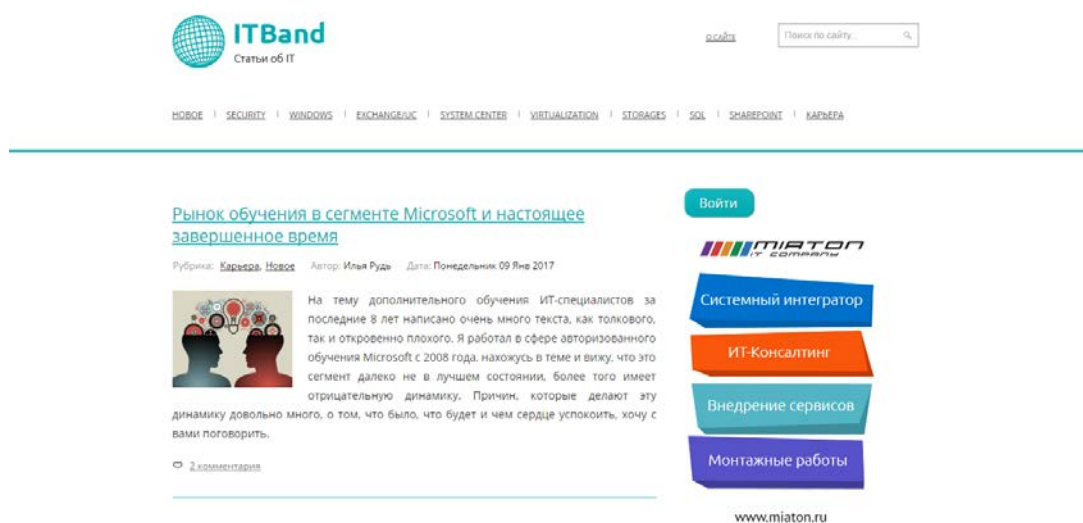 ITBand
Статьи об IT
О САЙТЕ
Поиск по сайту...
НОВОЕ | SECURITY | WINDOWS | EXCHANGE/UC | SYSTEM CENTER | VIRTUALIZATION | STORAGES | SQL | SHAREPOINT | КАРЬЕРА
Рынок обучения в сегменте Microsoft и настоящее
завершенное время
Рубрика: Карьера, Новое Автор: Илья Рудь Дата: Понедельник 09 Янв 2017
На тему дополнительного обучения ИТ-специалистов за
последние 8 лет написано очень много текста, как толкового,
так и откровенно плохого. Я работал в сфере авторизованного
обучения Microsoft с 2008 года, нахожусь в теме и вижу, что это
сегмент далеко не в лучшем состоянии, более того имеет
отрицательную динамику. Причин, которые делают эту
динамику довольно много, о том, что было, что будет и чем сердце успокоить, хочу с
вами поговорить.
2 комментария
Войти
MIATON
IT COMPANY
Системный интегратор
ИТ-Консалтинг
Внедрение сервисов
Монтажные работы
www.miaton.ru